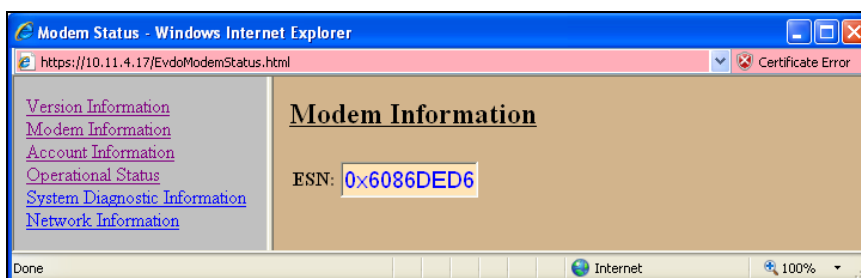 Modem Status - Windows Internet Explorer
https://10.11.4.17/EvdoModemStatus.html
Certificate Error
Version Information
Modem Information
Account Information
Operational Status
System Diagnostic Information
Network Information
Modem Information
ESN: 0x6086DED6
Done
Internet
100%